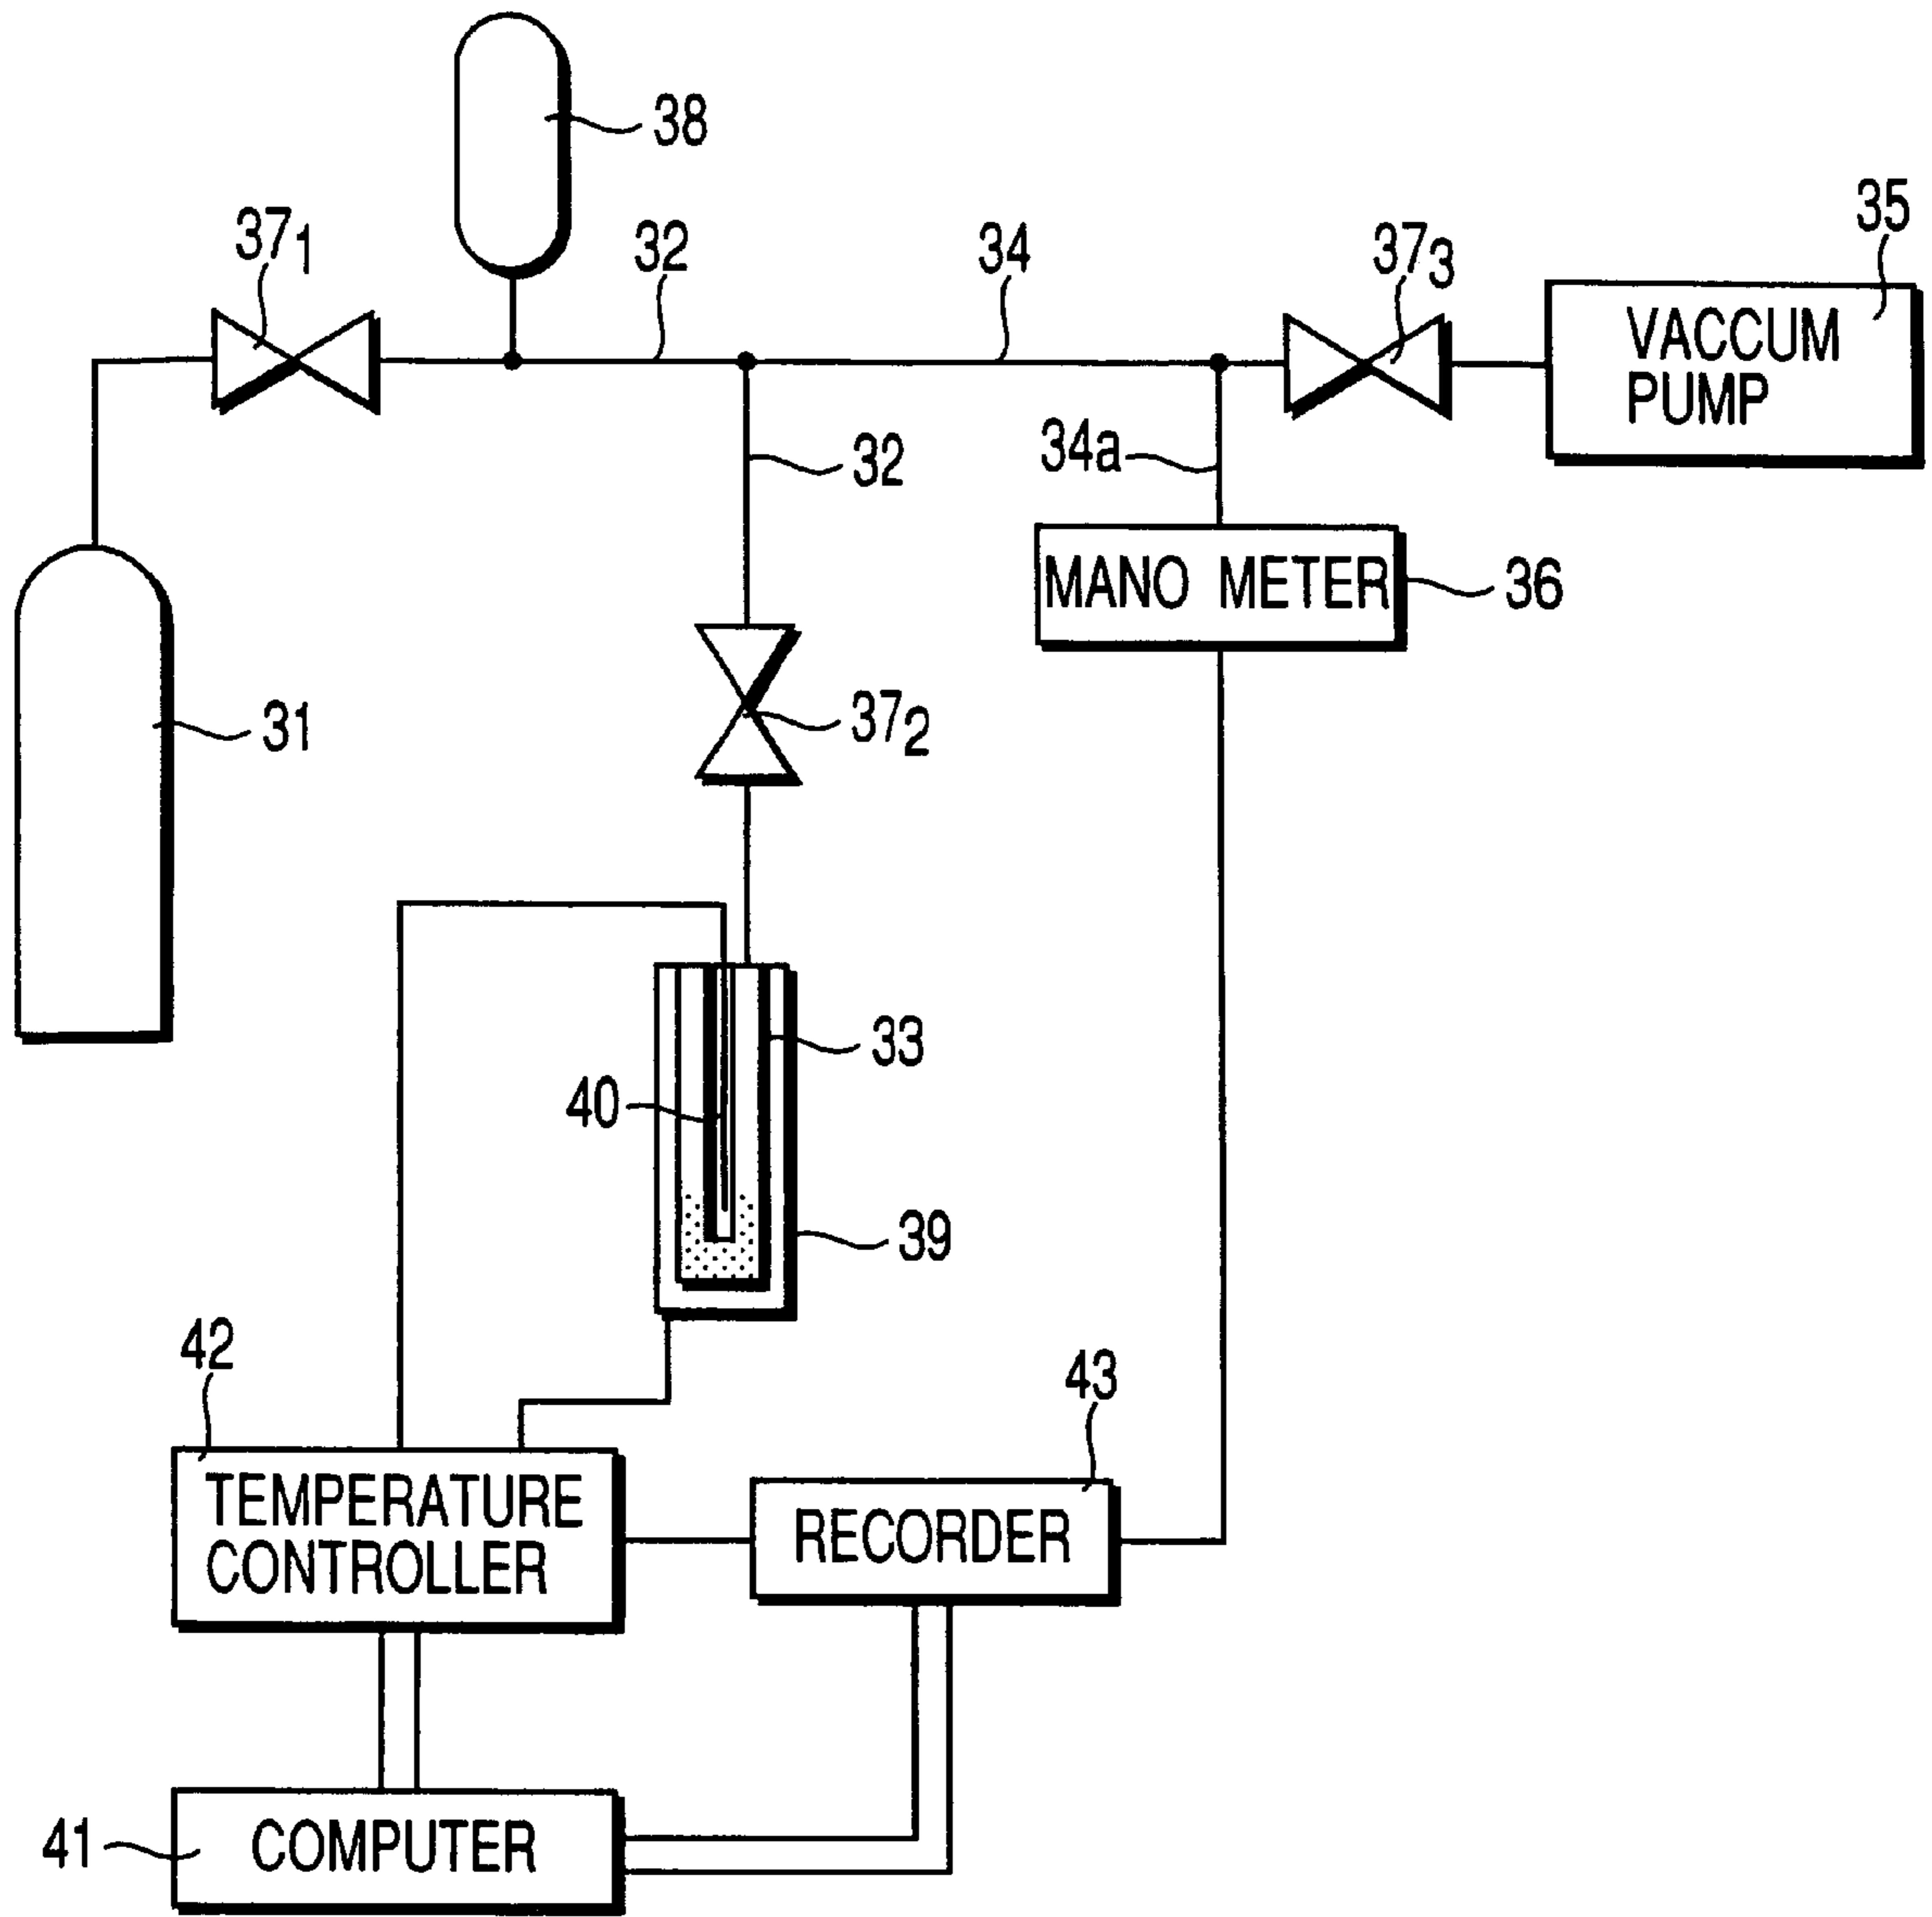 38
35
37₁
32
34
37₃
VACCUM
PUMP
34a
32
MANO METER
36
31
37₂
33
40
39
42
43
TEMPERATURE
CONTROLLER
RECORDER
41
COMPUTER